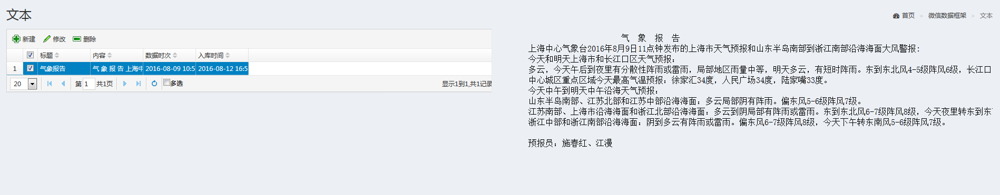 文本
首页 > 微信数据框架 > 文本
新建 修改 删除
标题 内容 数据时次 入库时间
1 气象报告 气 象 报 告 上海中 2016-08-09 10:5 2016-08-12 16:5
20 第 1 共1页 多选 显示1到1,共1记录
气 象 报 告
上海中心气象台2016年8月9日11点钟发布的上海市天气预报和山东半岛南部到浙江南部沿海海面大风警报：
今天和明天上海市和长江口区天气预报：
多云，今天午后到夜里有分散性阵雨或雷雨，局部地区雨量中等，明天多云，有短时阵雨。东到东北风4-5级阵风6级，长江口
中心城区重点区域今天最高气温预报：徐家汇34度，人民广场34度，陆家嘴33度。
今天中午到明天中午沿海天气预报：
山东半岛南部、江苏北部和江苏中部沿海海面：多云局部阴有阵雨。偏东风5-6级阵风7级。
江苏南部、上海市沿海海面和浙江北部沿海海面：多云到阴局部有阵雨或雷雨。东到东北风6-7级阵风8级，今天夜里转东到东
浙江中部和浙江南部沿海海面：阴到多云有阵雨或雷雨。偏东风6-7级阵风8级，今天下午转东南风5-6级阵风7级。
预报员：施春红、江漫